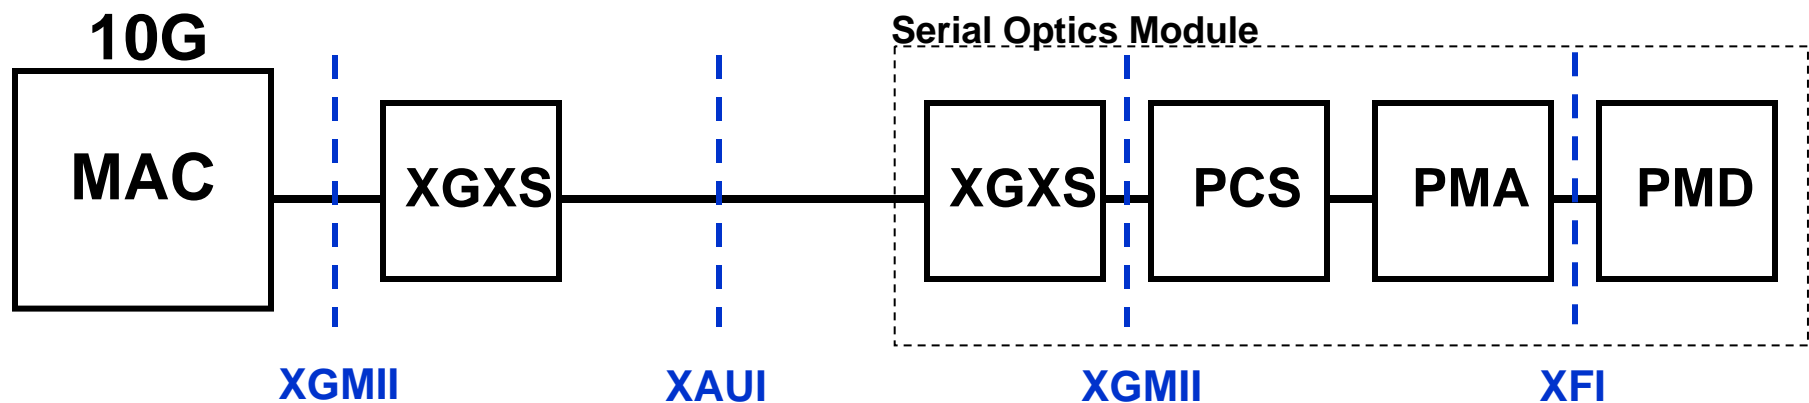 10G
Serial Optics Module
MAC
XGXS
XGXS
PCS
PMA
PMD
XGMII
XAUI
XGMII
XFI